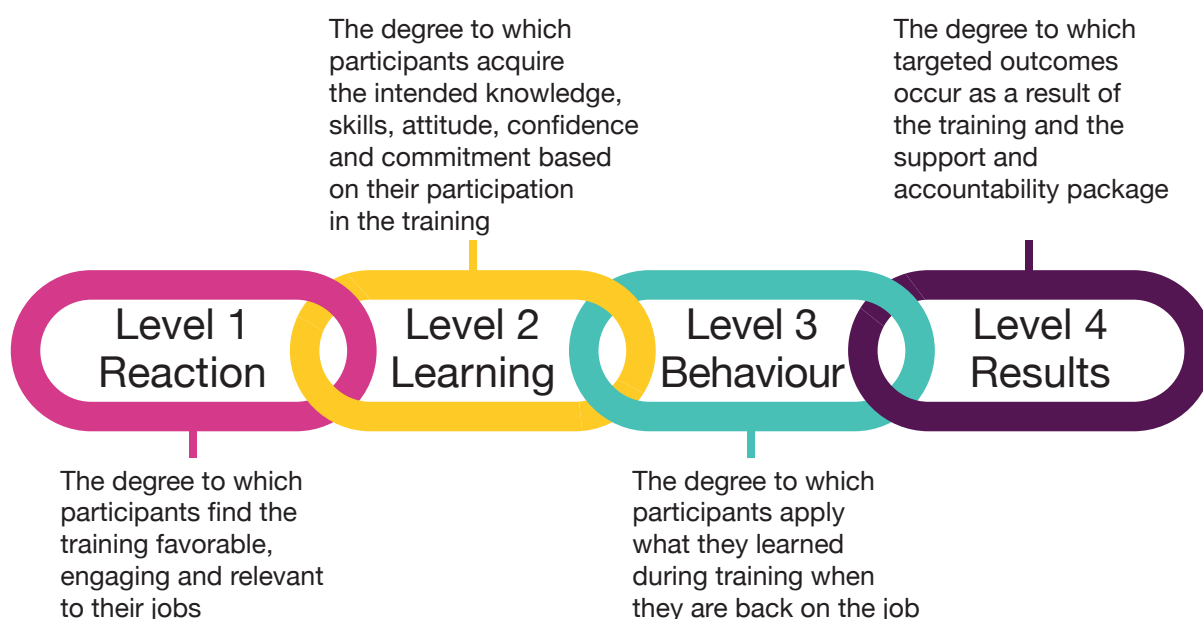 The degree to which
participants acquire
the intended knowledge,
skills, attitude, confidence
and commitment based
on their participation
in the training
The degree to which
targeted outcomes
occur as a result of
the training and the
support and
accountability package
Level 1
Reaction
Level 2
Learning
Level 3
Behaviour
Level 4
Results
The degree to which
participants find the
training favorable,
engaging and relevant
to their jobs
The degree to which
participants apply
what they learned
during training when
they are back on the job